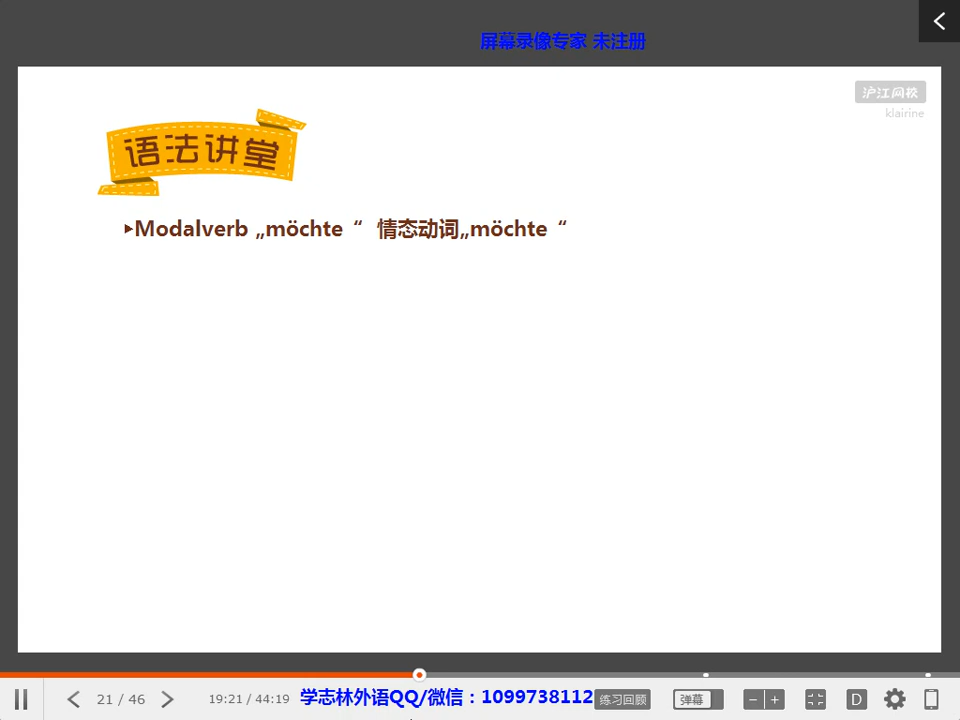 屏幕录像专家 未注册
沪江网校
klairine
语法讲堂
▸Modalverb „möchte “ 情态动词„möchte “
21 / 46
19:21 / 44:19
学志林外语QQ/微信：1099738112
练习回顾
弹幕
D